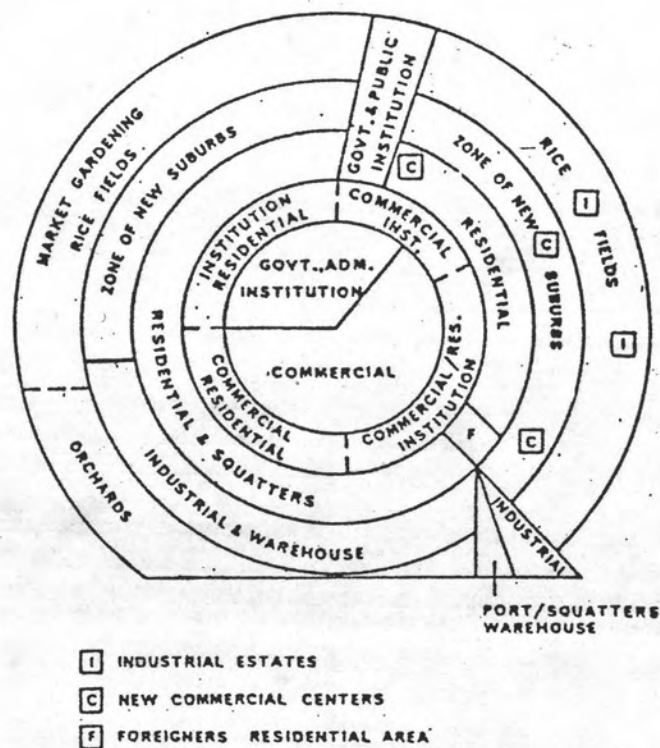 GOVT. & PUBLIC
INSTITUTION
MARKET GARDENING
RICE FIELDS
ZONE OF NEW SUBURBS
C
ZONE OF NEW
C
SUBURBS
RICE
I
FIELDS
I
INSTITUTION
RESIDENTIAL
COMMERCIAL
INST.
RESIDENTIAL
GOVT., ADM.
INSTITUTION
COMMERCIAL
RESIDENTIAL & SQUATTERS
COMMERCIAL
RESIDENTIAL
COMMERCIAL/RES.
INSTITUTION
F
C
ORCHARDS
INDUSTRIAL & WAREHOUSE
INDUSTRIAL
PORT/SQUATTERS
WAREHOUSE
I INDUSTRIAL ESTATES
C NEW COMMERCIAL CENTERS
F FOREIGNERS RESIDENTIAL AREA